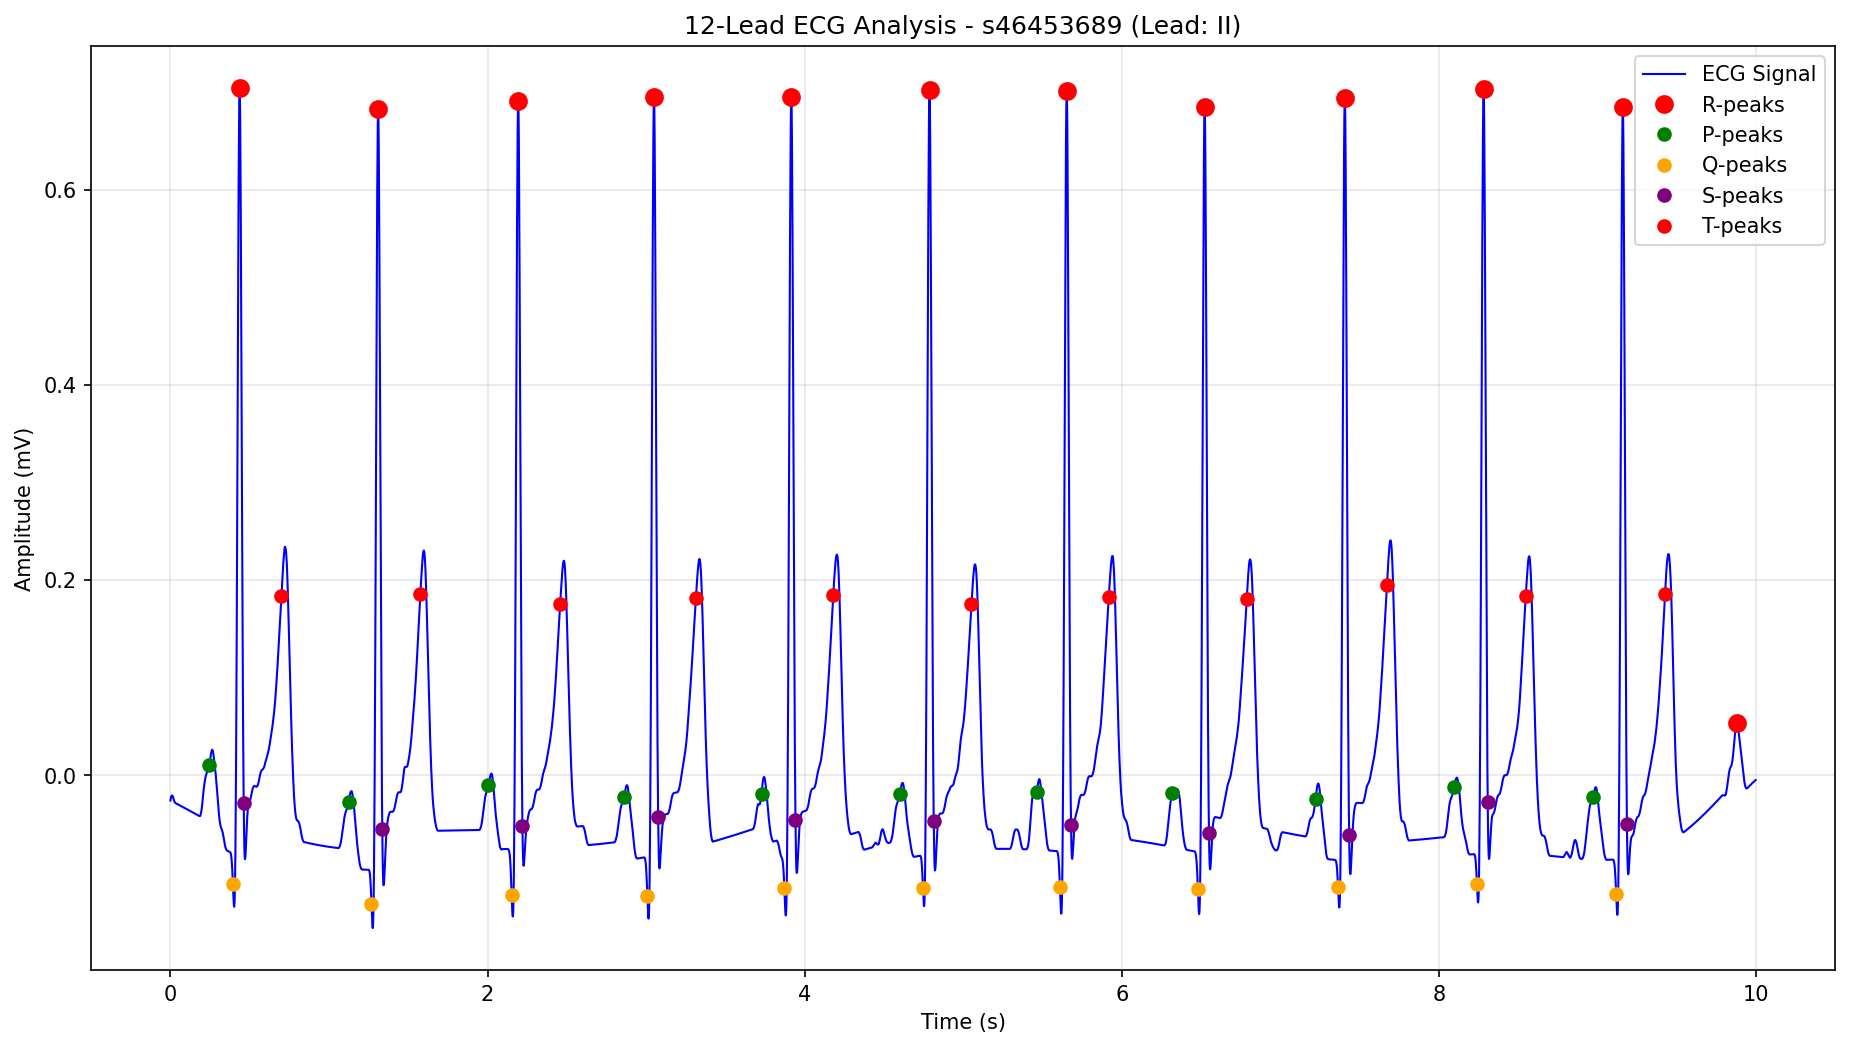 12-Lead ECG Analysis - s46453689 (Lead: II)
ECG Signal
R-peaks
P-peaks
Q-peaks
S-peaks
T-peaks
Amplitude (mV)
0.6
0.4
0.2
0.0
0 2 4 6 8 10
Time (s)